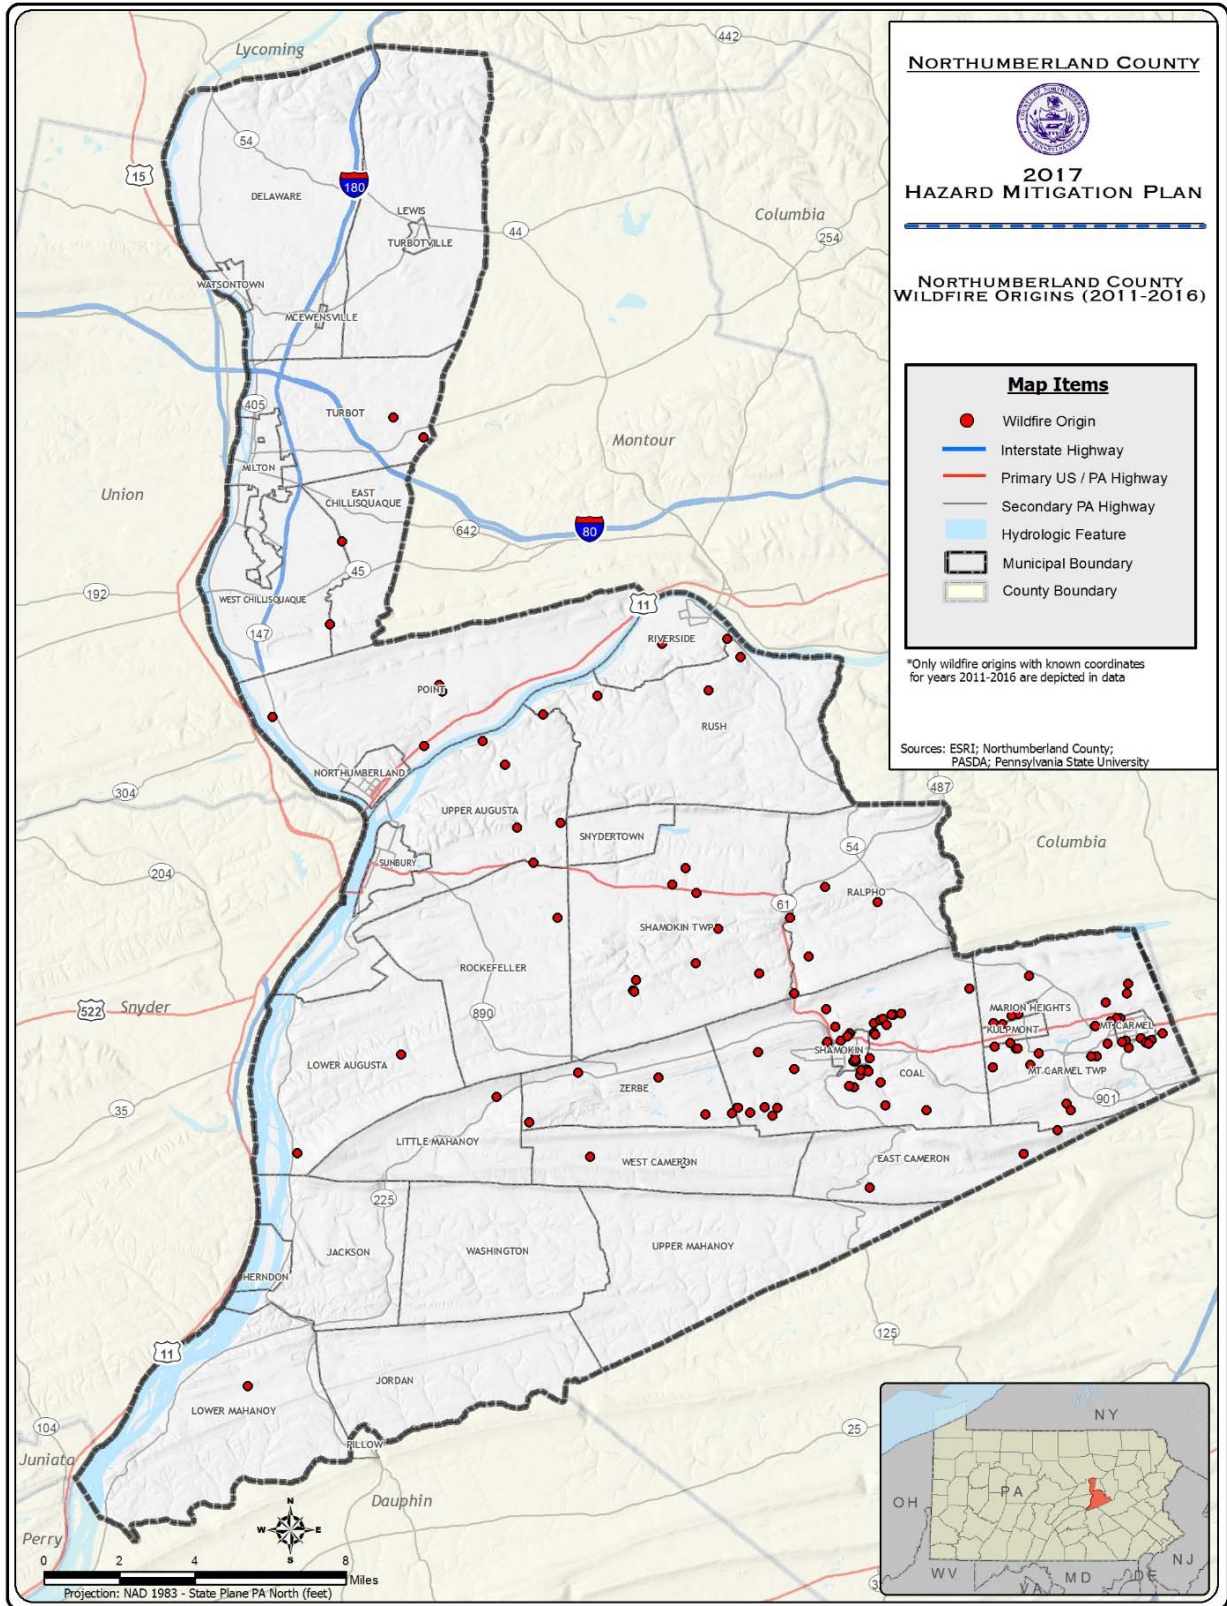 NORTHUMBERLAND COUNTY
COUNTY OF NORTHUMBERLAND
PENNSYLVANIA
2017
HAZARD MITIGATION PLAN
NORTHUMBERLAND COUNTY
WILDFIRE ORIGINS (2011-2016)
Map Items
Wildfire Origin
Interstate Highway
Primary US / PA Highway
Secondary PA Highway
Hydrologic Feature
Municipal Boundary
County Boundary
*Only wildfire origins with known coordinates
for years 2011-2016 are depicted in data
Sources: ESRI; Northumberland County;
PASDA; Pennsylvania State University
Lycoming
442
54
15
180
DELAWARE
LEWIS
TURBOTVILLE
44
Columbia
254
WATSONTOWN
MCEWENSVILLE
405
TURBOT
Montour
MILTON
Union
EAST
CHILLISQUAQUE
642
80
45
192
WEST CHILLISQUAQUE
147
11
RIVERSIDE
POINT
RUSH
NORTHUMBERLAND
304
487
UPPER AUGUSTA
SNYDERTOWN
Columbia
54
SUNBURY
204
RALPHO
61
SHAMOKIN TWP
ROCKEFELLER
522
Snyder
890
MARION HEIGHTS
KULPMONT
MT CARMEL
SHAMOKIN
LOWER AUGUSTA
COAL
MT CARMEL TWP
ZERBE
901
35
LITTLE MAHANOY
EAST CAMERON
WEST CAMERON
225
JACKSON
WASHINGTON
UPPER MAHANOY
HERNDON
125
11
JORDAN
LOWER MAHANOY
104
25
PILLOW
Juniata
Dauphin
Perry
N
W
E
S
0
2
4
8
Miles
Projection: NAD 1983 - State Plane PA North (feet)
NY
PA
OH
NJ
WV
MD
DE
VA